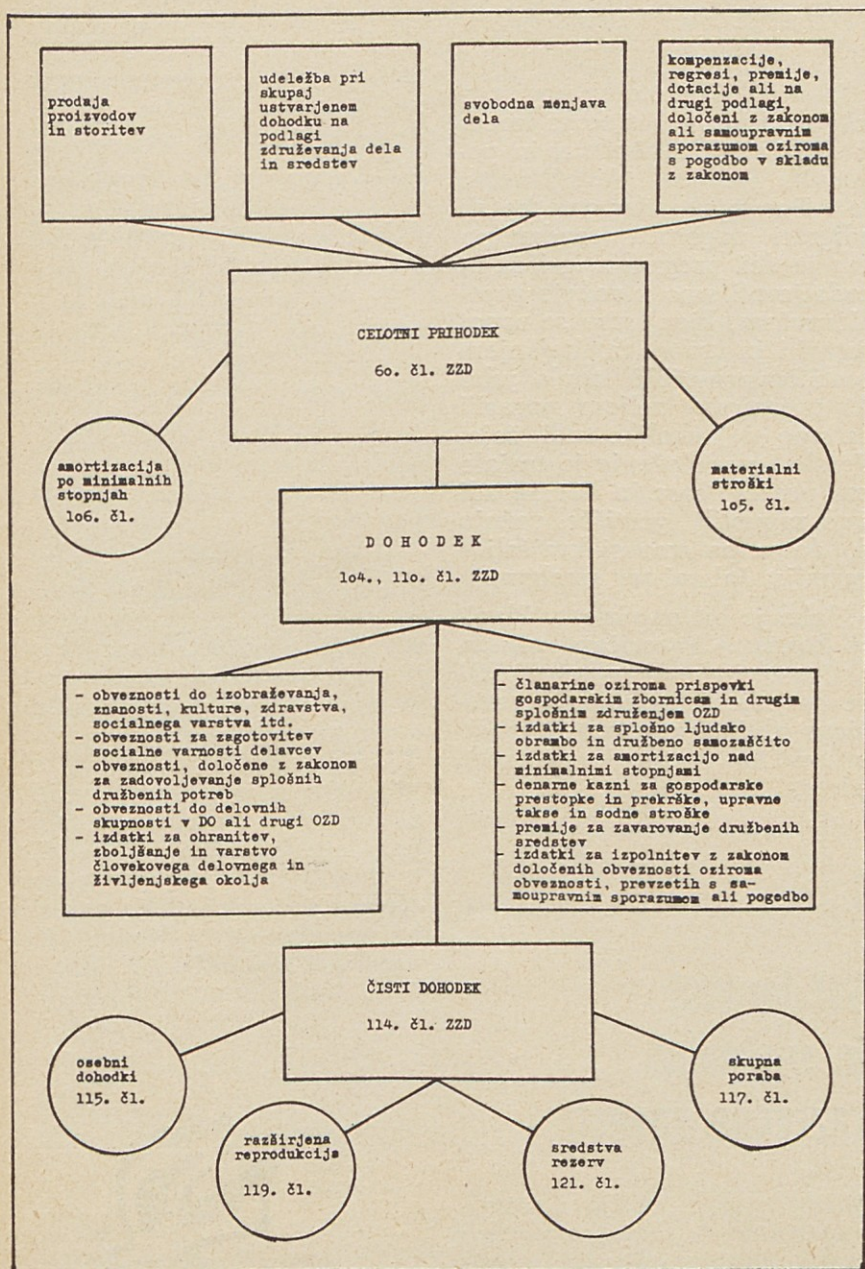 prodaja
proizvodov
in storitev
udeležba pri
skupaj
ustvarjenem
dohodku na
podlagi
združevanja dela
in sredstev
svobodna menjava
dela
kompenzacije,
regresi, premije,
dotacije ali na
drugi podlagi,
določeni z zakonom
ali samoupravnim
sporazumom oziroma
s pogodbo v skladu
z zakonom
CELOTNI PRIHODEK
6o. čl. ZZD
amortizacija
po minimalnih
stopnjah
lo6. čl.
materialni
stroški
lo5. čl.
D O H O D E K
lo4., llo. čl. ZZD
- obveznosti do izobraževanja,
znanosti, kulture, zdravstva,
socialnega varstva itd.
- obveznosti za zagotovitev
socialne varnosti delavcev
- obveznosti, določene z zakonom
za zadovoljevanje splošnih
družbenih potreb
- obveznosti do delovnih
skupnosti v DO ali drugi OZD
- izdatki za ohranitev,
zboljšanje in varstvo
človekovega delovnega in
življenjskega okolja
- članarine oziroma prispevki
gospodarskim zbornicam in drugim
splošnim združenjem OZD
- izdatki za splošno ljudsko
obrambo in družbeno samozaščito
- izdatki za amortizacijo nad
minimalnimi stopnjami
- denarne kazni za gospodarske
prestopke in prekrške, upravne
takse in sodne stroške
- premije za zavarovanje družbenih
sredstev
- izdatki za izpolnitev z zakonom
določenih obveznosti oziroma
obveznosti, prevzetih s sa-
moupravnim sporazumom ali pogodbo
ČISTI DOHODEK
114. čl. ZZD
osebni
dohodki
115. čl.
razširjena
reprodukcija
119. čl.
sredstva
rezerv
121. čl.
skupna
poraba
117. čl.